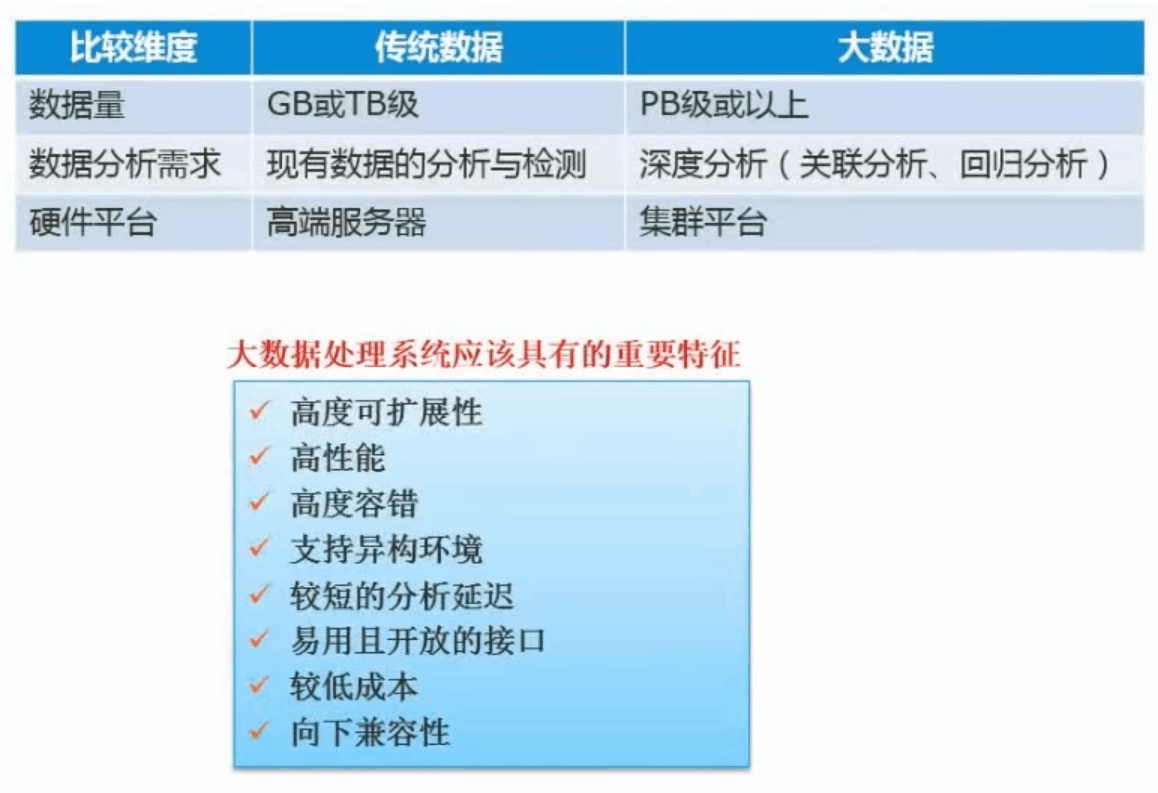 比较维度 传统数据 大数据
数据量 GB或TB级 PB级或以上
数据分析需求 现有数据的分析与检测 深度分析（关联分析、回归分析）
硬件平台 高端服务器 集群平台
大数据处理系统应该具有的重要特征
✓ 高度可扩展性
✓ 高性能
✓ 高度容错
✓ 支持异构环境
✓ 较短的分析延迟
✓ 易用且开放的接口
✓ 较低成本
✓ 向下兼容性